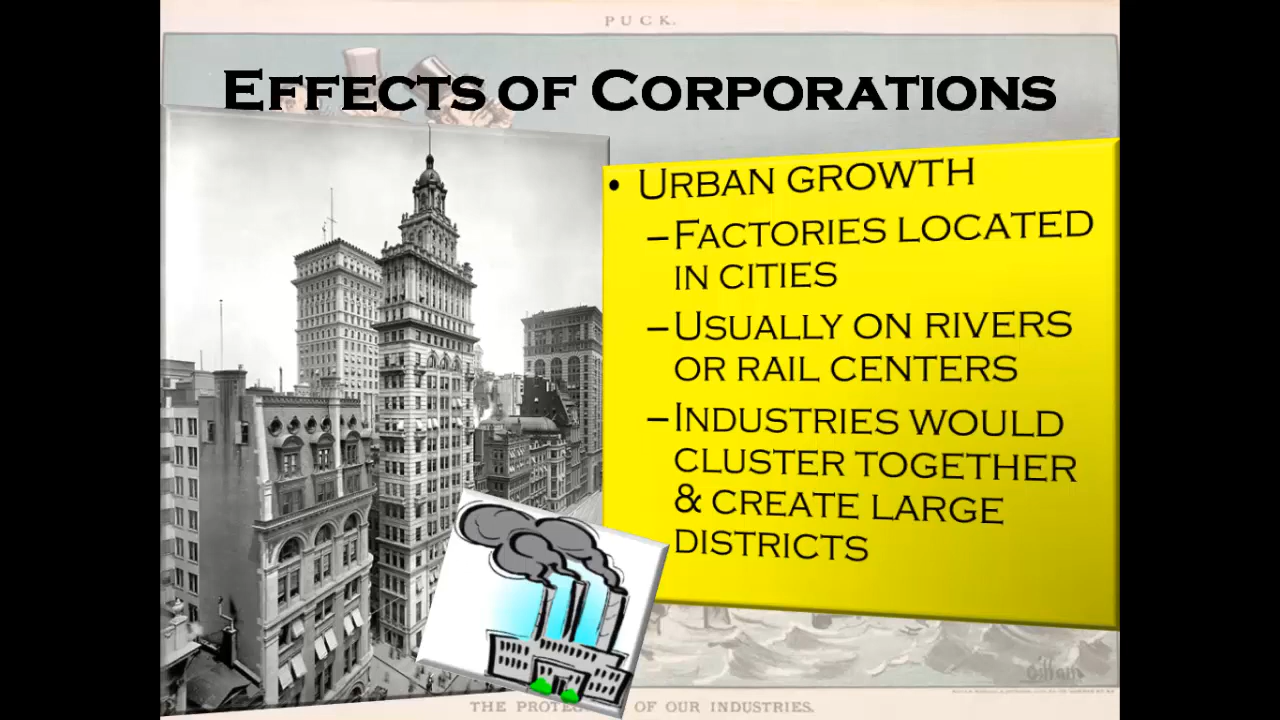 PUCK.
EFFECTS OF CORPORATIONS
• URBAN GROWTH
–FACTORIES LOCATED
IN CITIES
–USUALLY ON RIVERS
OR RAIL CENTERS
–INDUSTRIES WOULD
CLUSTER TOGETHER
& CREATE LARGE
DISTRICTS
THE PROTEC OF OUR INDUSTRIES.